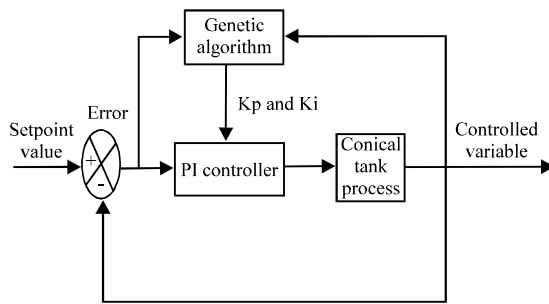 Genetic
algorithm
Kp and Ki
Error
Setpoint
value
+
-
PI controller
Conical
tank
process
Controlled
variable